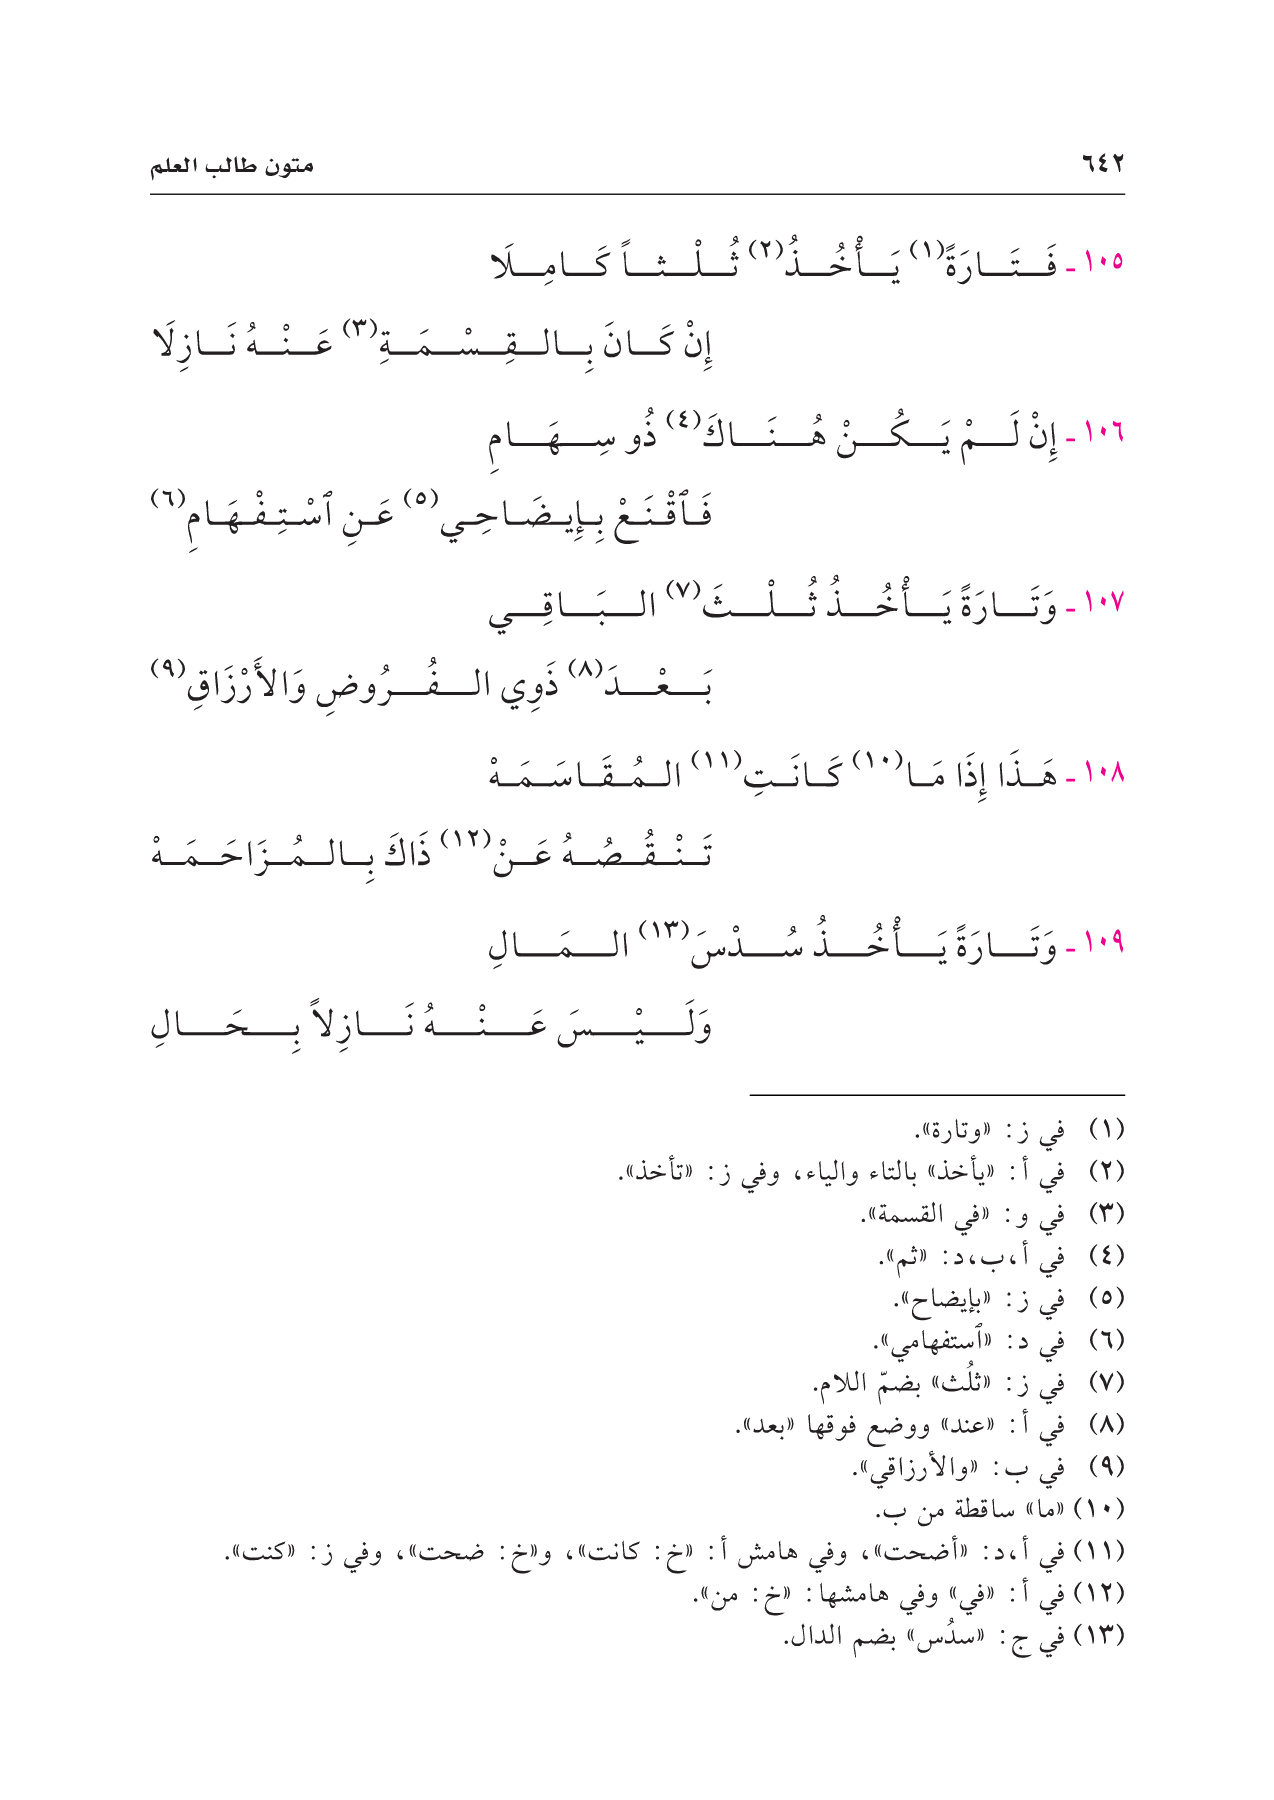 ٦٤٢
متون طالب العلم
١٠٥ - فَتَارَةً(١) يَأْخُذُ(٢) ثُلْثاً كَامِلَا
إِنْ كَانَ بِالقِسْمَةِ(٣) عَنْهُ نَازِلَا
١٠٦ - إِنْ لَمْ يَكُنْ هُنَاكَ(٤) ذُو سِهَامِ
فَٱقْنَعْ بِإِيضَاحِي(٥) عَنِ ٱسْتِفْهَامِ(٦)
١٠٧ - وَتَارَةً يَأْخُذُ ثُلْثَ(٧) البَاقِي
بَعْدَ(٨) ذَوِي الفُرُوضِ وَالأَرْزَاقِ(٩)
١٠٨ - هَذَا إِذَا مَا(١٠) كَانَتِ(١١) المُقَاسَمَهْ
تَنْقُصُهُ عَنْ(١٢) ذَاكَ بِالمُزَاحَمَهْ
١٠٩ - وَتَارَةً يَأْخُذُ سُدْسَ(١٣) المَالِ
وَلَيْسَ عَنْهُ نَازِلاً بِحَالِ
(١) في ز: «وتارة».
(٢) في أ: «يأخذ» بالتاء والياء، وفي ز: «تأخذ».
(٣) في و: «في القسمة».
(٤) في أ،ب،د: «ثم».
(٥) في ز: «بإيضاح».
(٦) في د: «ٱستفهامي».
(٧) في ز: «ثلُث» بضمّ اللام.
(٨) في أ: «عند» ووضع فوقها «بعد».
(٩) في ب: «والأرزاقي».
(١٠) «ما» ساقطة من ب.
(١١) في أ،د: «أضحت»، وفي هامش أ: «خ: كانت»، و«خ: ضحت»، وفي ز: «كنت».
(١٢) في أ: «في» وفي هامشها: «خ: من».
(١٣) في ج: «سدُس» بضم الدال.